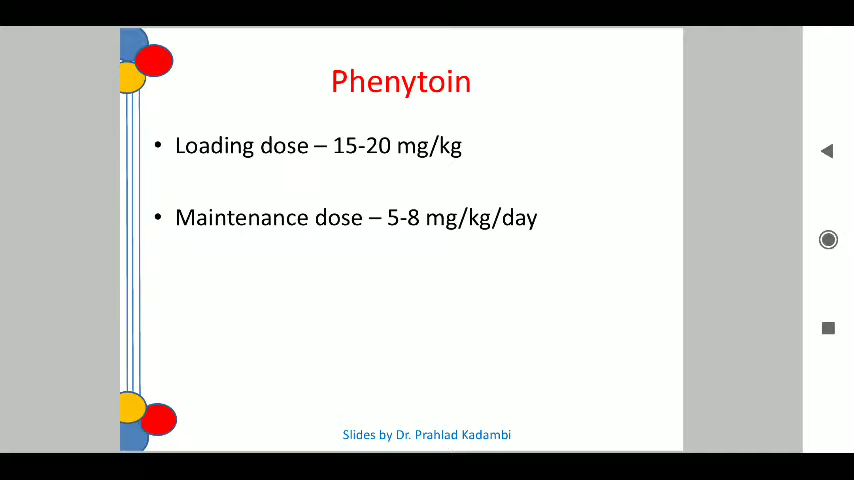 Phenytoin
• Loading dose – 15-20 mg/kg
• Maintenance dose – 5-8 mg/kg/day
Slides by Dr. Prahlad Kadambi